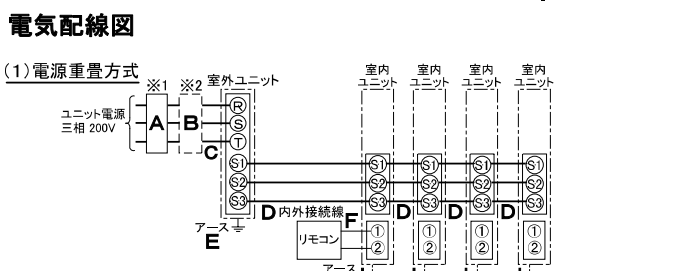 電気配線図
(1)電源重畳方式
※1 ※2 室外ユニット
室内ユニット 室内ユニット 室内ユニット 室内ユニット
ユニット電源
三相 200V
A B C
R
S
T
S1 S1 S1 S1 S1
S2 S2 S2 S2 S2
S3 S3 S3 S3 S3
D 内外接続線 F D D D
アース
E
リモコン
① ① ① ①
② ② ② ②
アース